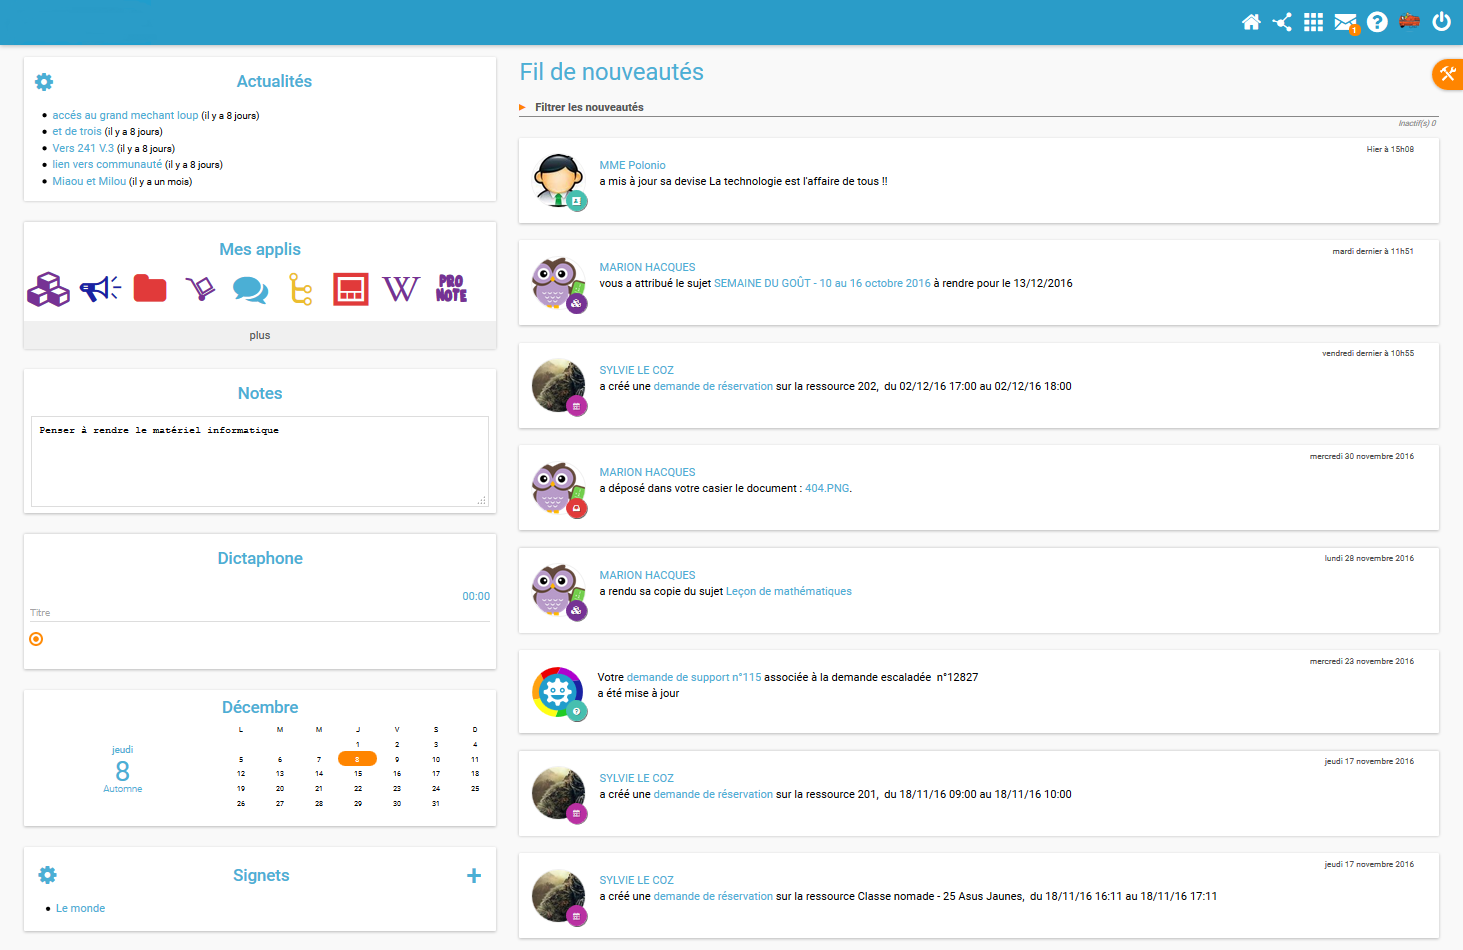 1
Actualités
accés au grand mechant loup (il y a 8 jours)
et de trois (il y a 8 jours)
Vers 241 V.3 (il y a 8 jours)
lien vers communauté (il y a 8 jours)
Miaou et Milou (il y a un mois)
Mes applis
W
PRO
NOTE
plus
Notes
Penser à rendre le matériel informatique
Dictaphone
00:00
Titre
Décembre
jeudi
8
Automne
L M M J V S D
1 2 3 4
5 6 7 8 9 10 11
12 13 14 15 16 17 18
19 20 21 22 23 24 25
26 27 28 29 30 31
Signets
Le monde
Fil de nouveautés
Filtrer les nouveautés
Inactif(s) 0
Hier à 15h08
MME Polonio
a mis à jour sa devise La technologie est l'affaire de tous !!
mardi dernier à 11h51
MARION HACQUES
vous a attribué le sujet SEMAINE DU GOÛT - 10 au 16 octobre 2016 à rendre pour le 13/12/2016
vendredi dernier à 10h55
SYLVIE LE COZ
a créé une demande de réservation sur la ressource 202, du 02/12/16 17:00 au 02/12/16 18:00
mercredi 30 novembre 2016
MARION HACQUES
a déposé dans votre casier le document : 404.PNG.
lundi 28 novembre 2016
MARION HACQUES
a rendu sa copie du sujet Leçon de mathématiques
mercredi 23 novembre 2016
Votre demande de support n°115 associée à la demande escaladée n°12827
a été mise à jour
jeudi 17 novembre 2016
SYLVIE LE COZ
a créé une demande de réservation sur la ressource 201, du 18/11/16 09:00 au 18/11/16 10:00
jeudi 17 novembre 2016
SYLVIE LE COZ
a créé une demande de réservation sur la ressource Classe nomade - 25 Asus Jaunes, du 18/11/16 16:11 au 18/11/16 17:11